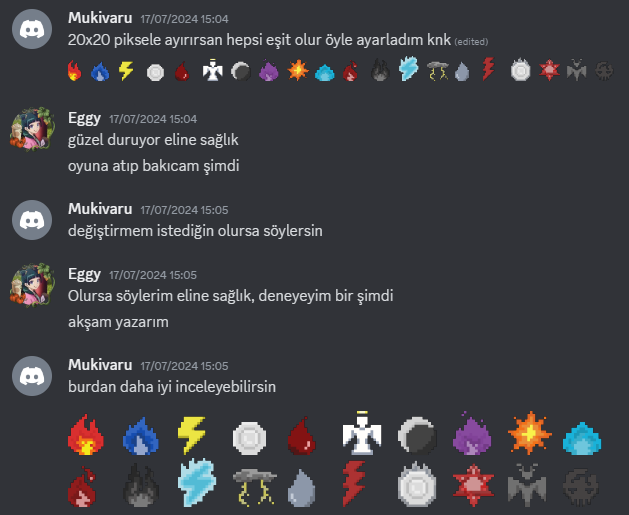 Mukivaru 17/07/2024 15:04
20x20 piksele ayırırsan hepsi eşit olur öyle ayarladım knk (edited)
Eggy 17/07/2024 15:04
güzel duruyor eline sağlık
oyuna atıp bakıcam şimdi
Mukivaru 17/07/2024 15:05
değiştirmem istediğin olursa söylersin
Eggy 17/07/2024 15:05
Olursa söylerim eline sağlık, deneyeyim bir şimdi
akşam yazarım
Mukivaru 17/07/2024 15:05
burdan daha iyi inceleyebilirsin